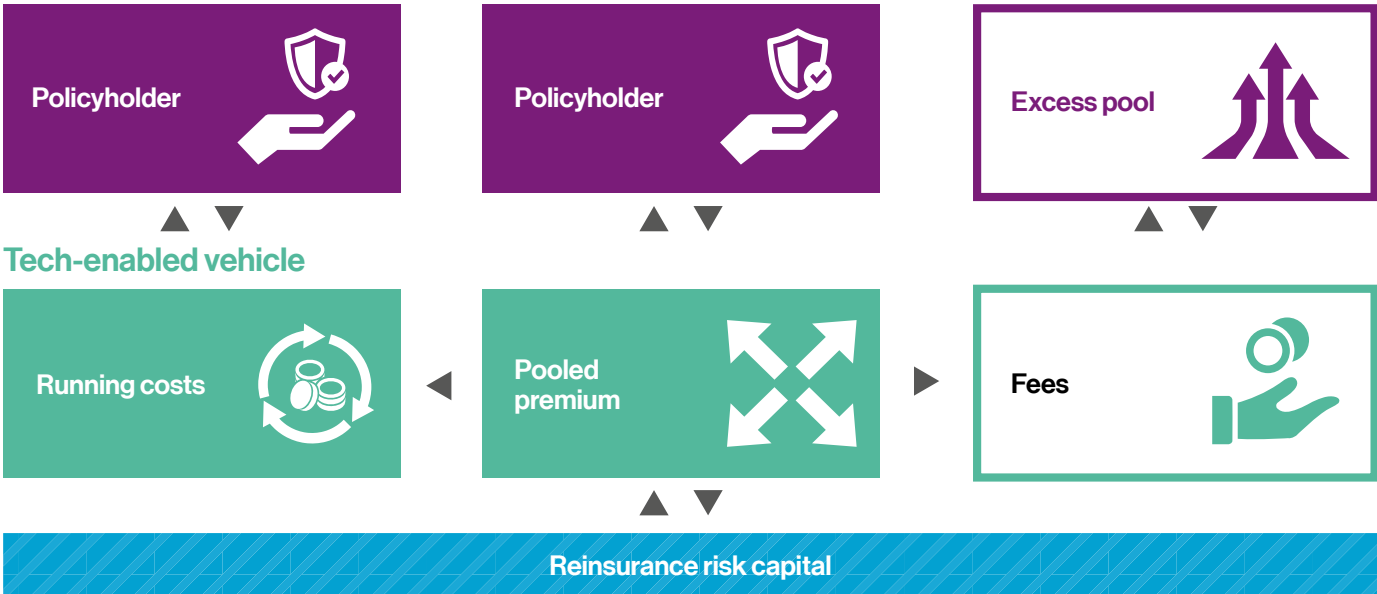 Policyholder
Policyholder
Excess pool
Tech-enabled vehicle
Running costs
Pooled
premium
Fees
Reinsurance risk capital